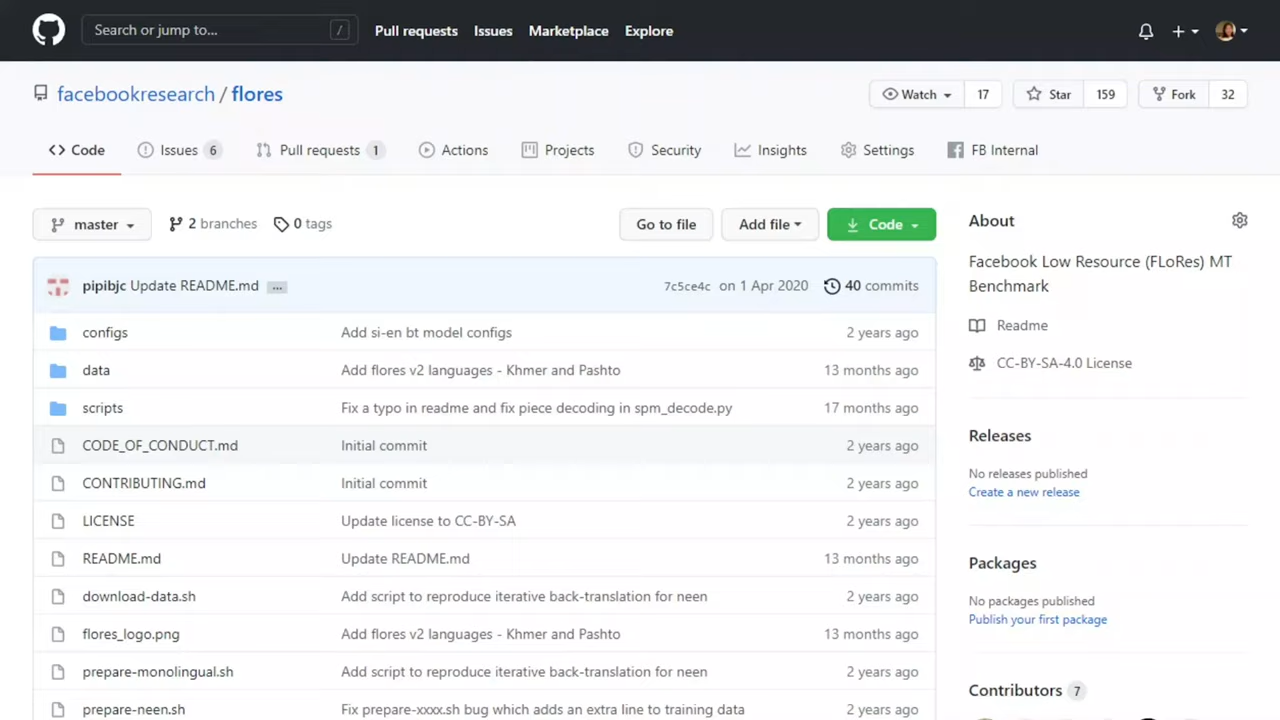 Search or jump to... /
Pull requests Issues Marketplace Explore
facebookresearch / flores
Watch 17 Star 159 Fork 32
Code Issues 6 Pull requests 1 Actions Projects Security Insights Settings FB Internal
master 2 branches 0 tags Go to file Add file Code
pipibjc Update README.md ... 7c5ce4c on 1 Apr 2020 40 commits
configs Add si-en bt model configs 2 years ago
data Add flores v2 languages - Khmer and Pashto 13 months ago
scripts Fix a typo in readme and fix piece decoding in spm_decode.py 17 months ago
CODE_OF_CONDUCT.md Initial commit 2 years ago
CONTRIBUTING.md Initial commit 2 years ago
LICENSE Update license to CC-BY-SA 2 years ago
README.md Update README.md 13 months ago
download-data.sh Add script to reproduce iterative back-translation for neen 2 years ago
flores_logo.png Add flores v2 languages - Khmer and Pashto 13 months ago
prepare-monolingual.sh Add script to reproduce iterative back-translation for neen 2 years ago
prepare-neen.sh Fix prepare-xxxx.sh bug which adds an extra line to training data 2 years ago
About
Facebook Low Resource (FLoRes) MT
Benchmark
Readme
CC-BY-SA-4.0 License
Releases
No releases published
Create a new release
Packages
No packages published
Publish your first package
Contributors 7